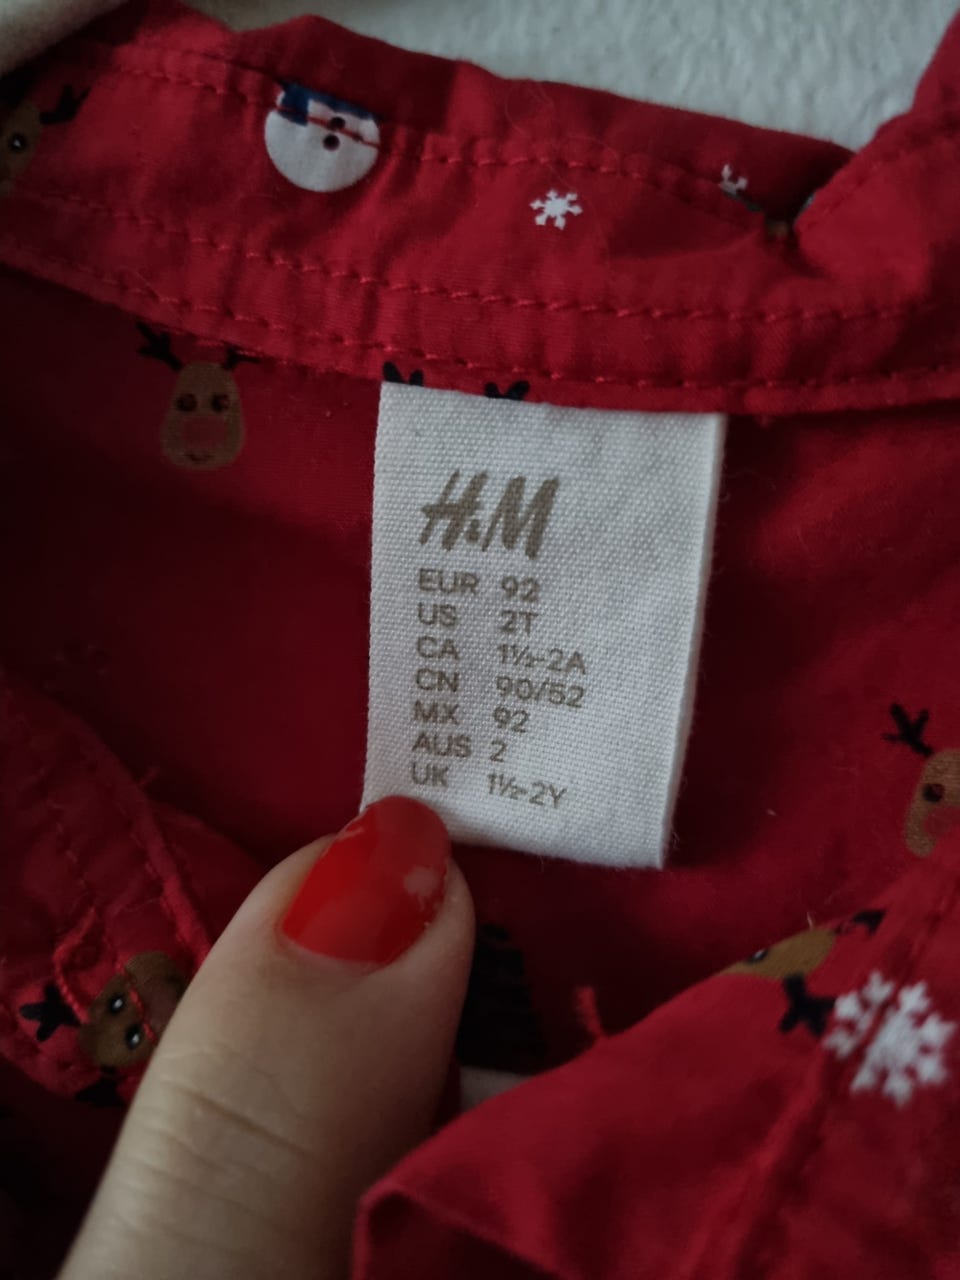 H&M
EUR 92
US 2T
CA 1½-2A
CN 90/52
MX 92
AUS 2
UK 1½-2Y